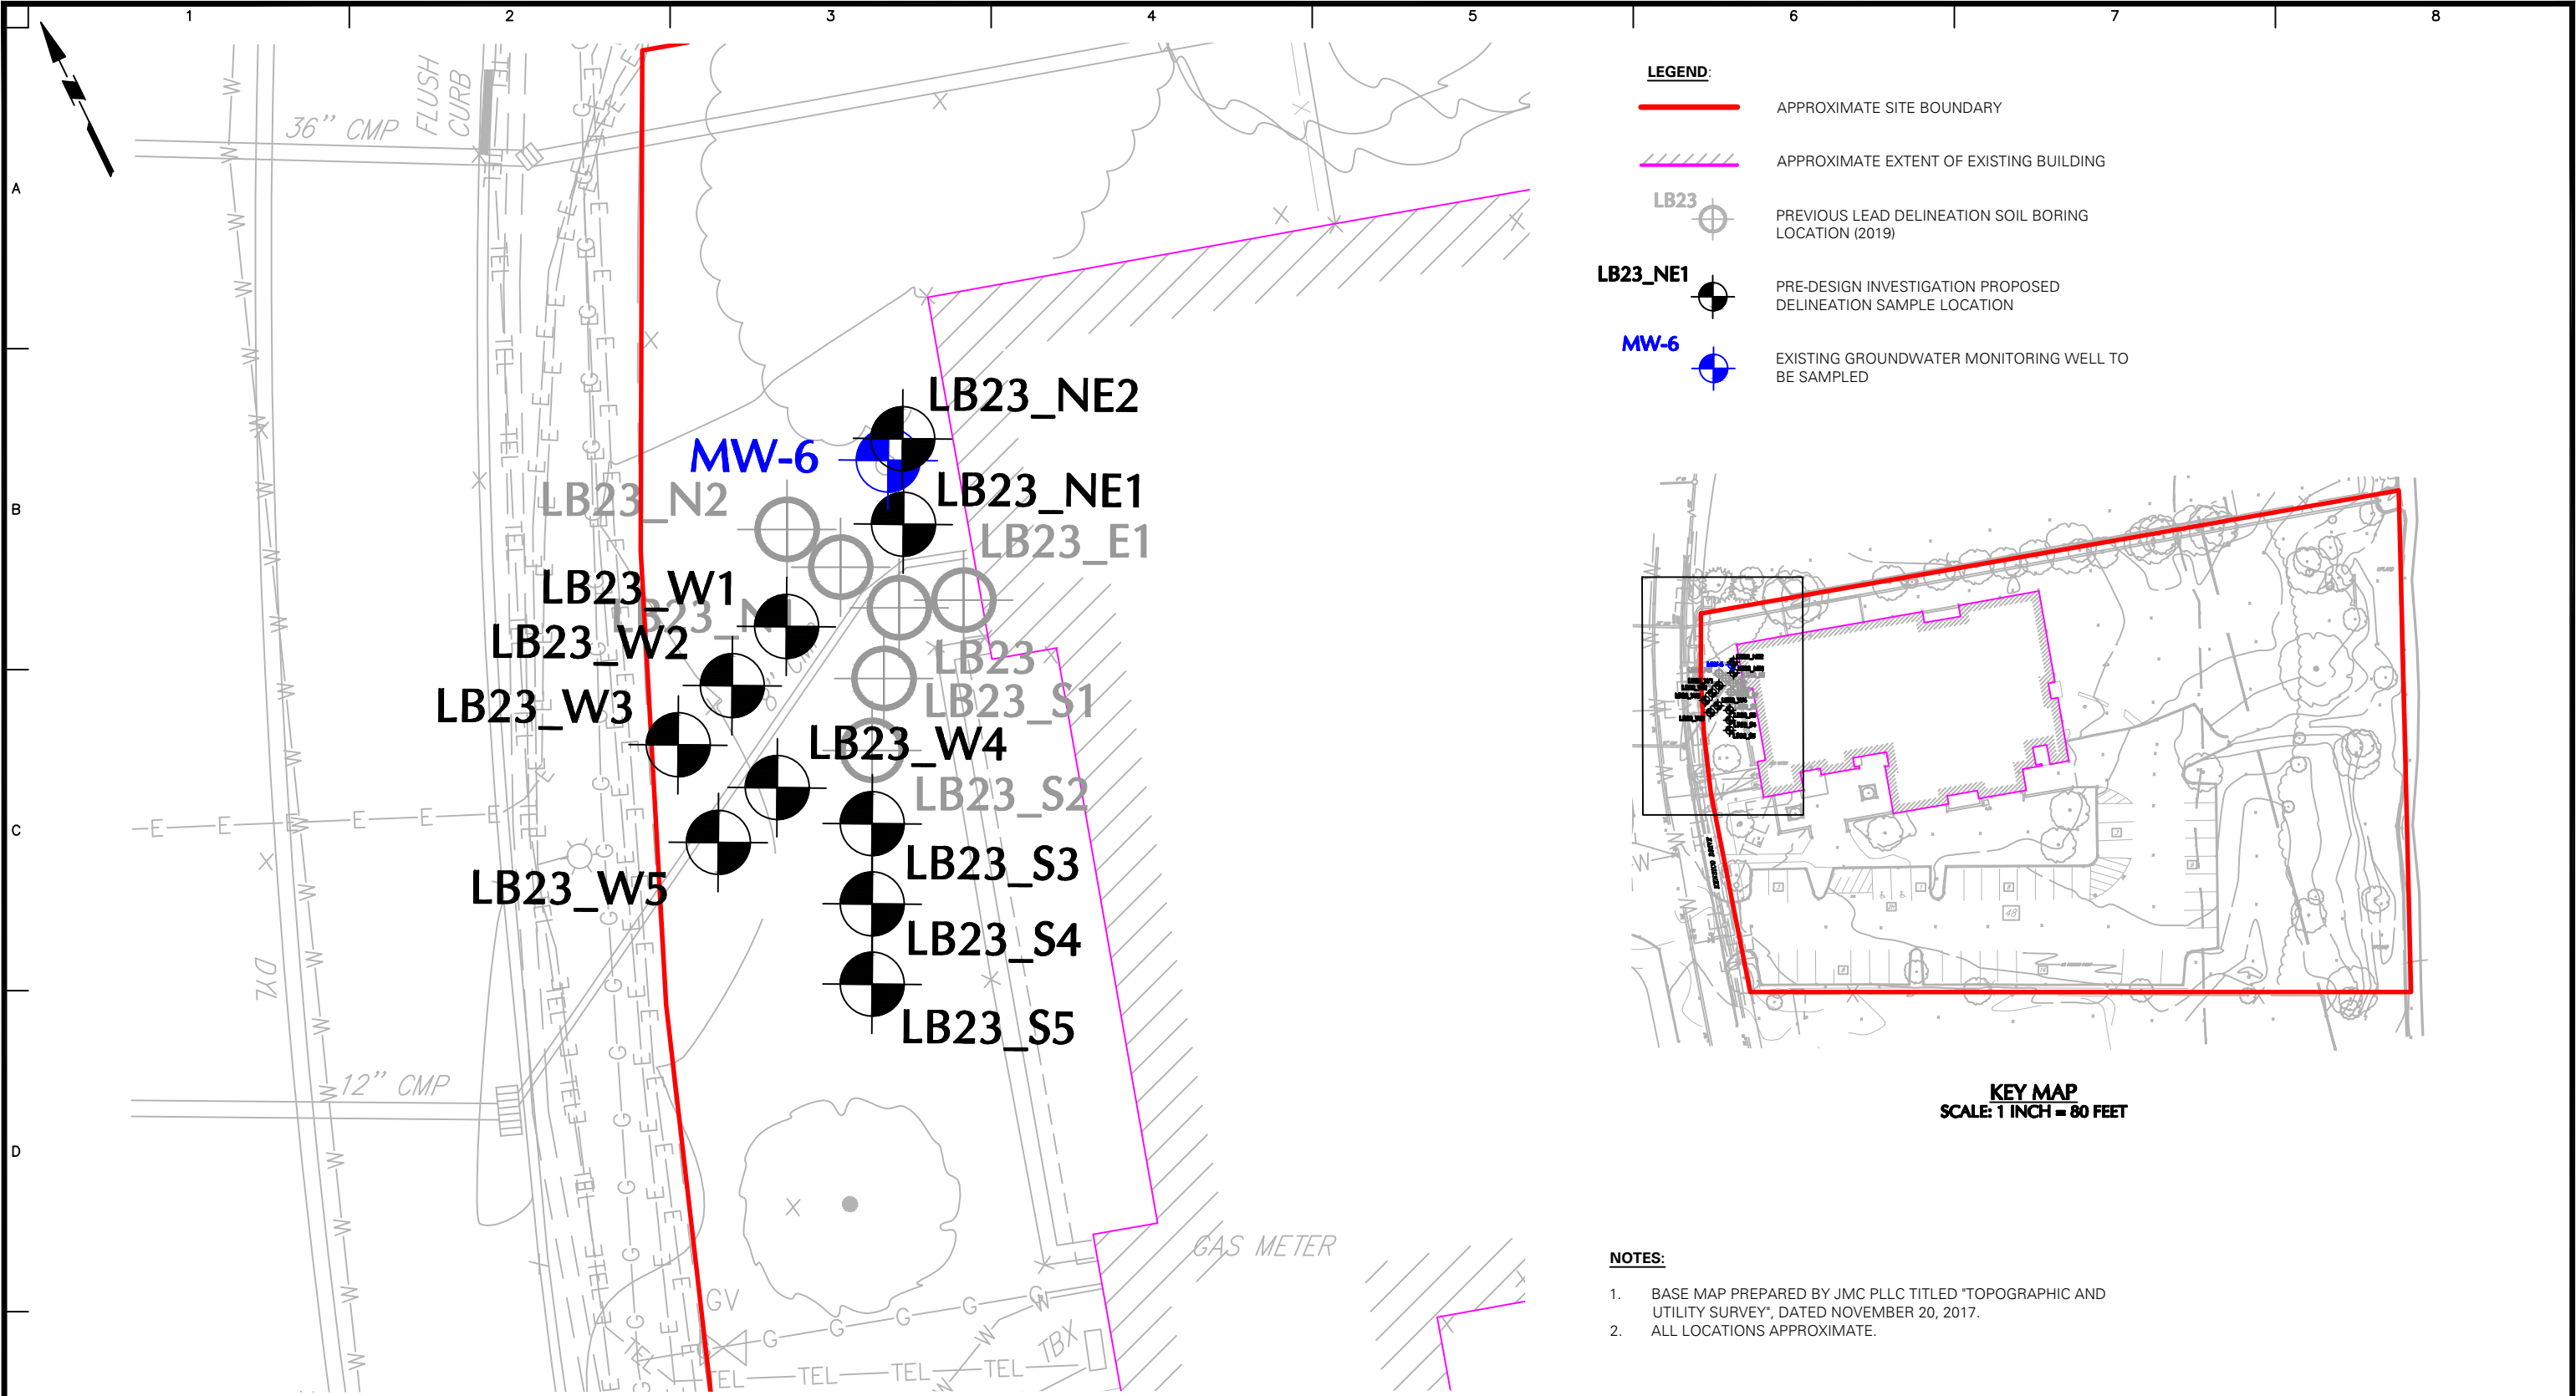 1 2 3 4 5 6 7 8
A
B
C
D
36" CMP
FLUSH
CURB
LB23_NE2
MW-6
LB23_NE1
LB23_N2
LB23_E1
LB23_W1
LB23_N1
LB23_W2
LB23
LB23_S1
LB23_W3
LB23_W4
LB23_S2
LB23_S3
LB23_W5
LB23_S4
LB23_S5
DYL
12" CMP
GAS METER
GV
TBX
TEL TEL TEL TEL
LEGEND:
APPROXIMATE SITE BOUNDARY
APPROXIMATE EXTENT OF EXISTING BUILDING
LB23
PREVIOUS LEAD DELINEATION SOIL BORING
LOCATION (2019)
LB23_NE1
PRE-DESIGN INVESTIGATION PROPOSED
DELINEATION SAMPLE LOCATION
MW-6
EXISTING GROUNDWATER MONITORING WELL TO
BE SAMPLED
KEY MAP
SCALE: 1 INCH = 80 FEET
NOTES:
1. BASE MAP PREPARED BY JMC PLLC TITLED "TOPOGRAPHIC AND
UTILITY SURVEY", DATED NOVEMBER 20, 2017.
2. ALL LOCATIONS APPROXIMATE.